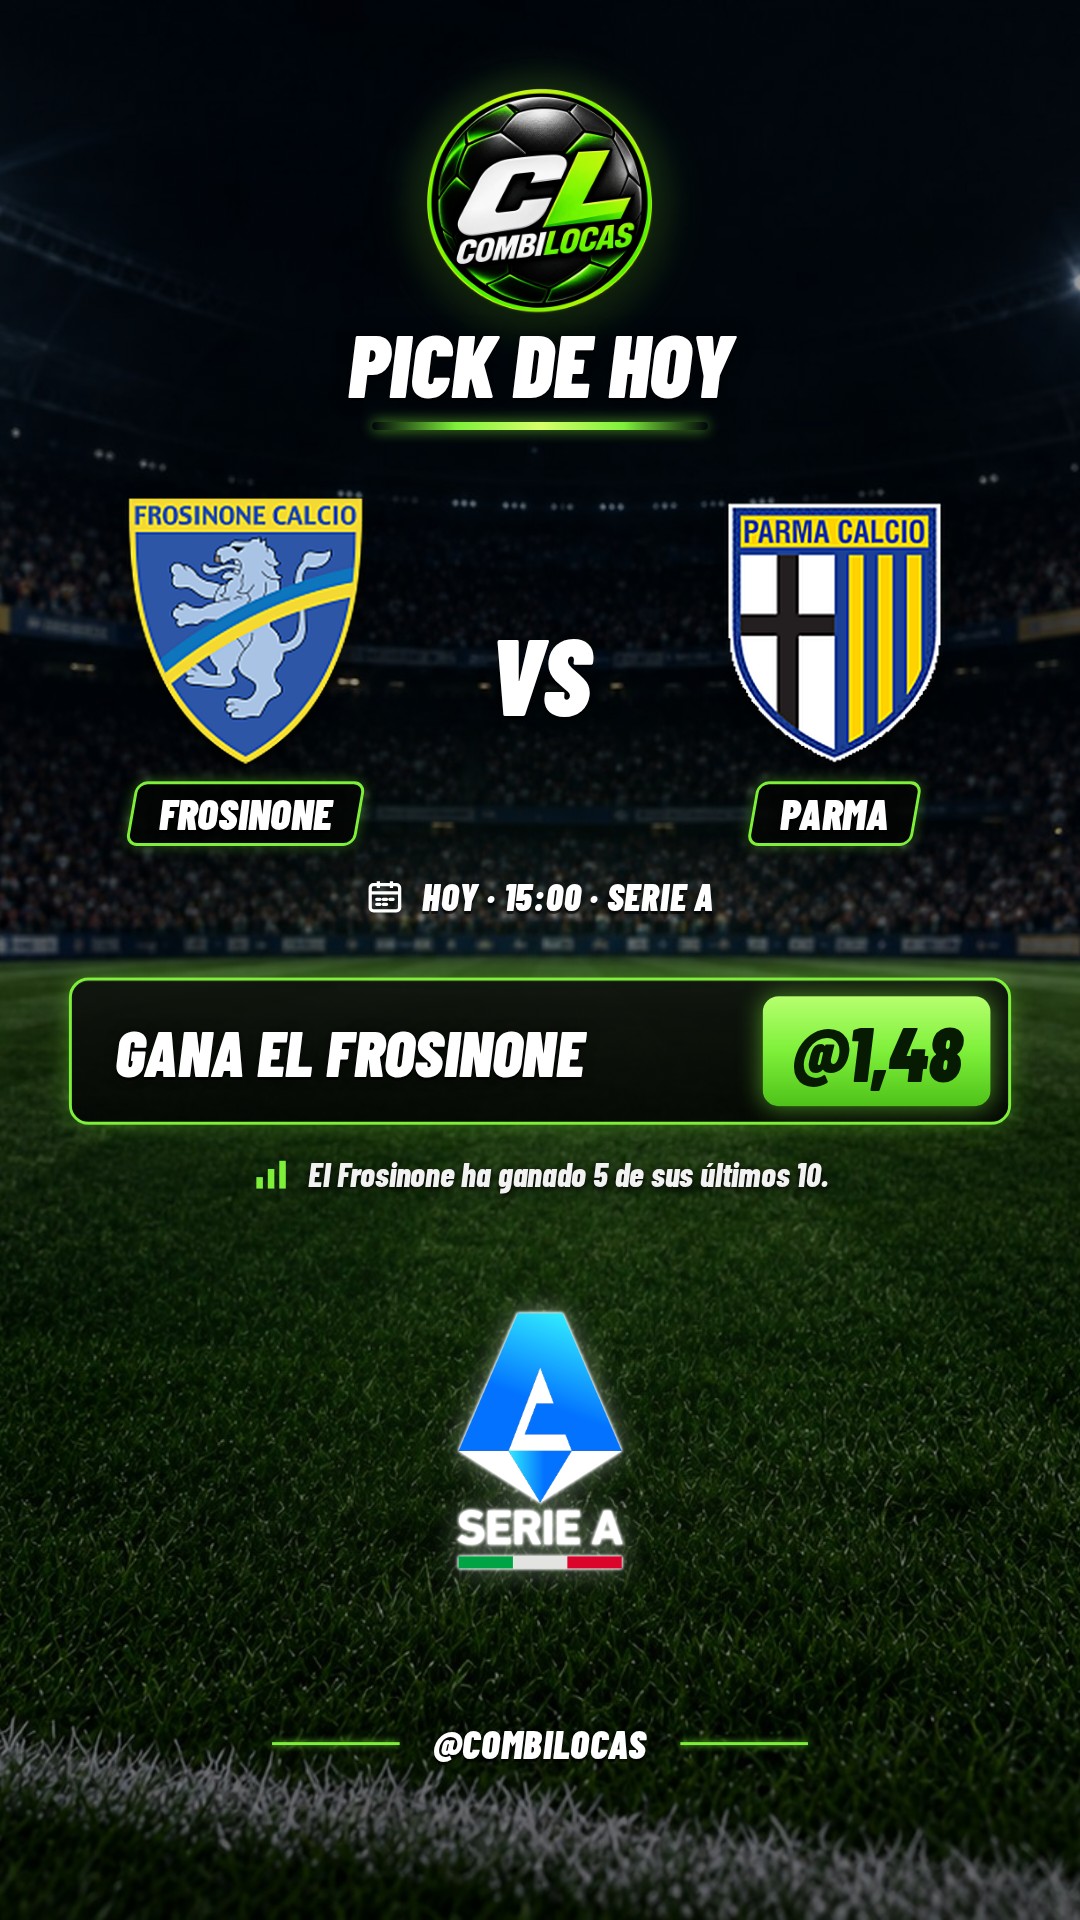 CL
COMBILOCAS
PICK DE HOY
FROSINONE CALCIO
PARMA CALCIO
VS
FROSINONE
PARMA
HOY · 15:00 · SERIE A
GANA EL FROSINONE
@1,48
El Frosinone ha ganado 5 de sus últimos 10.
SERIE A
@COMBILOCAS